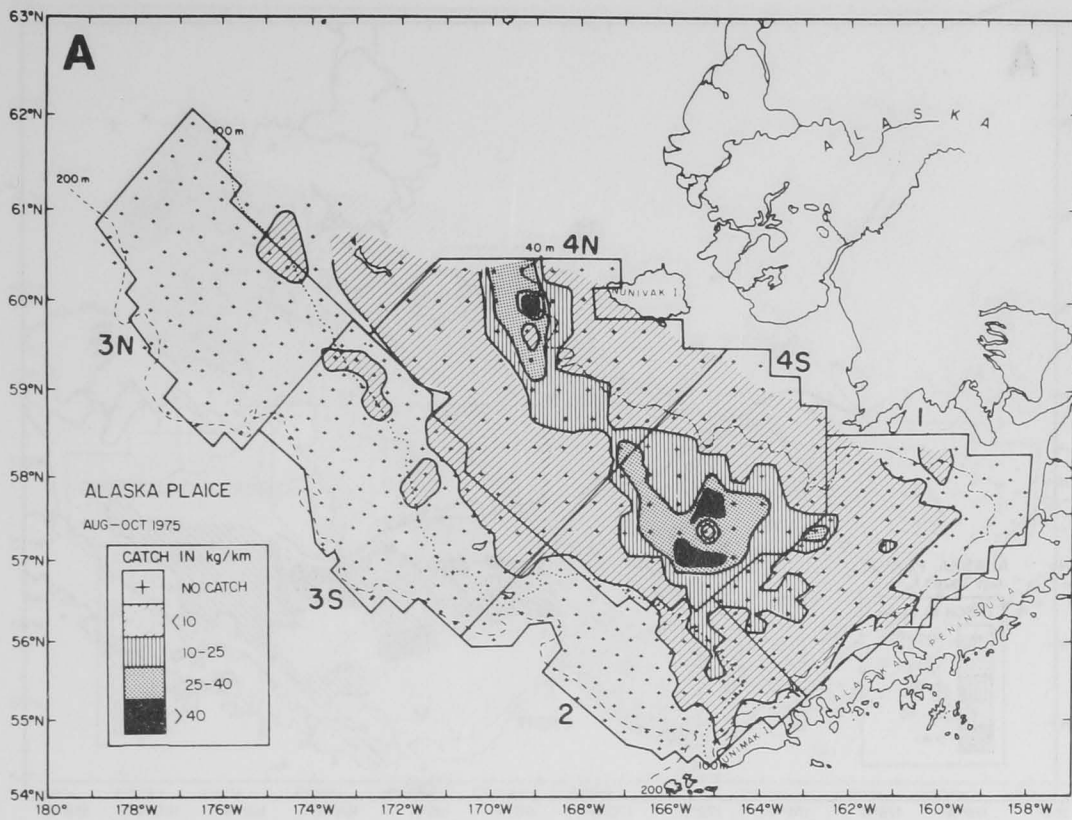 A
63°N
62°N
61°N
60°N
59°N
58°N
57°N
56°N
55°N
54°N
180°
178°W
176°W
174°W
172°W
170°W
168°W
166°W
164°W
162°W
160°W
158°W
ALASKA
100 m
200 m
40 m
4N
NUNIVAK I
3N
4S
1
3S
2
ALASKA PENINSULA
UNIMAK I
100m
200
ALASKA PLAICE
AUG-OCT 1975
CATCH IN kg/km
+ NO CATCH
<10
10-25
25-40
>40